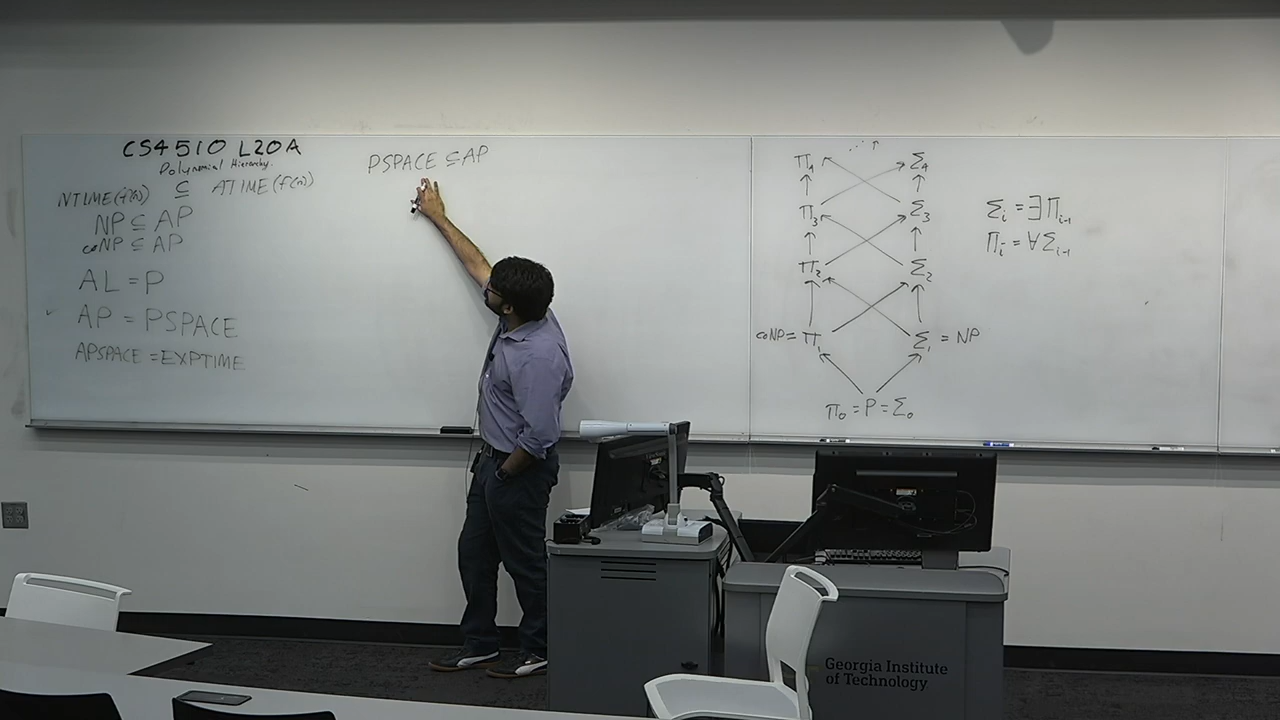 CS4510 L20A
Polynomial Hierarchy.
NTIME(f(n)) ⊆ ATIME(f(n))
NP ⊆ AP
coNP ⊆ AP
AL = P
AP = PSPACE
APSPACE = EXPTIME
PSPACE ⊆ AP
Π₄ Σ₄
Π₃ Σ₃
Π₂ Σ₂
coNP = Π₁ Σ₁ = NP
Π₀ = P = Σ₀
Σᵢ = ∃Πᵢ₋₁
Πᵢ = ∀Σᵢ₋₁
Georgia Institute
of Technology